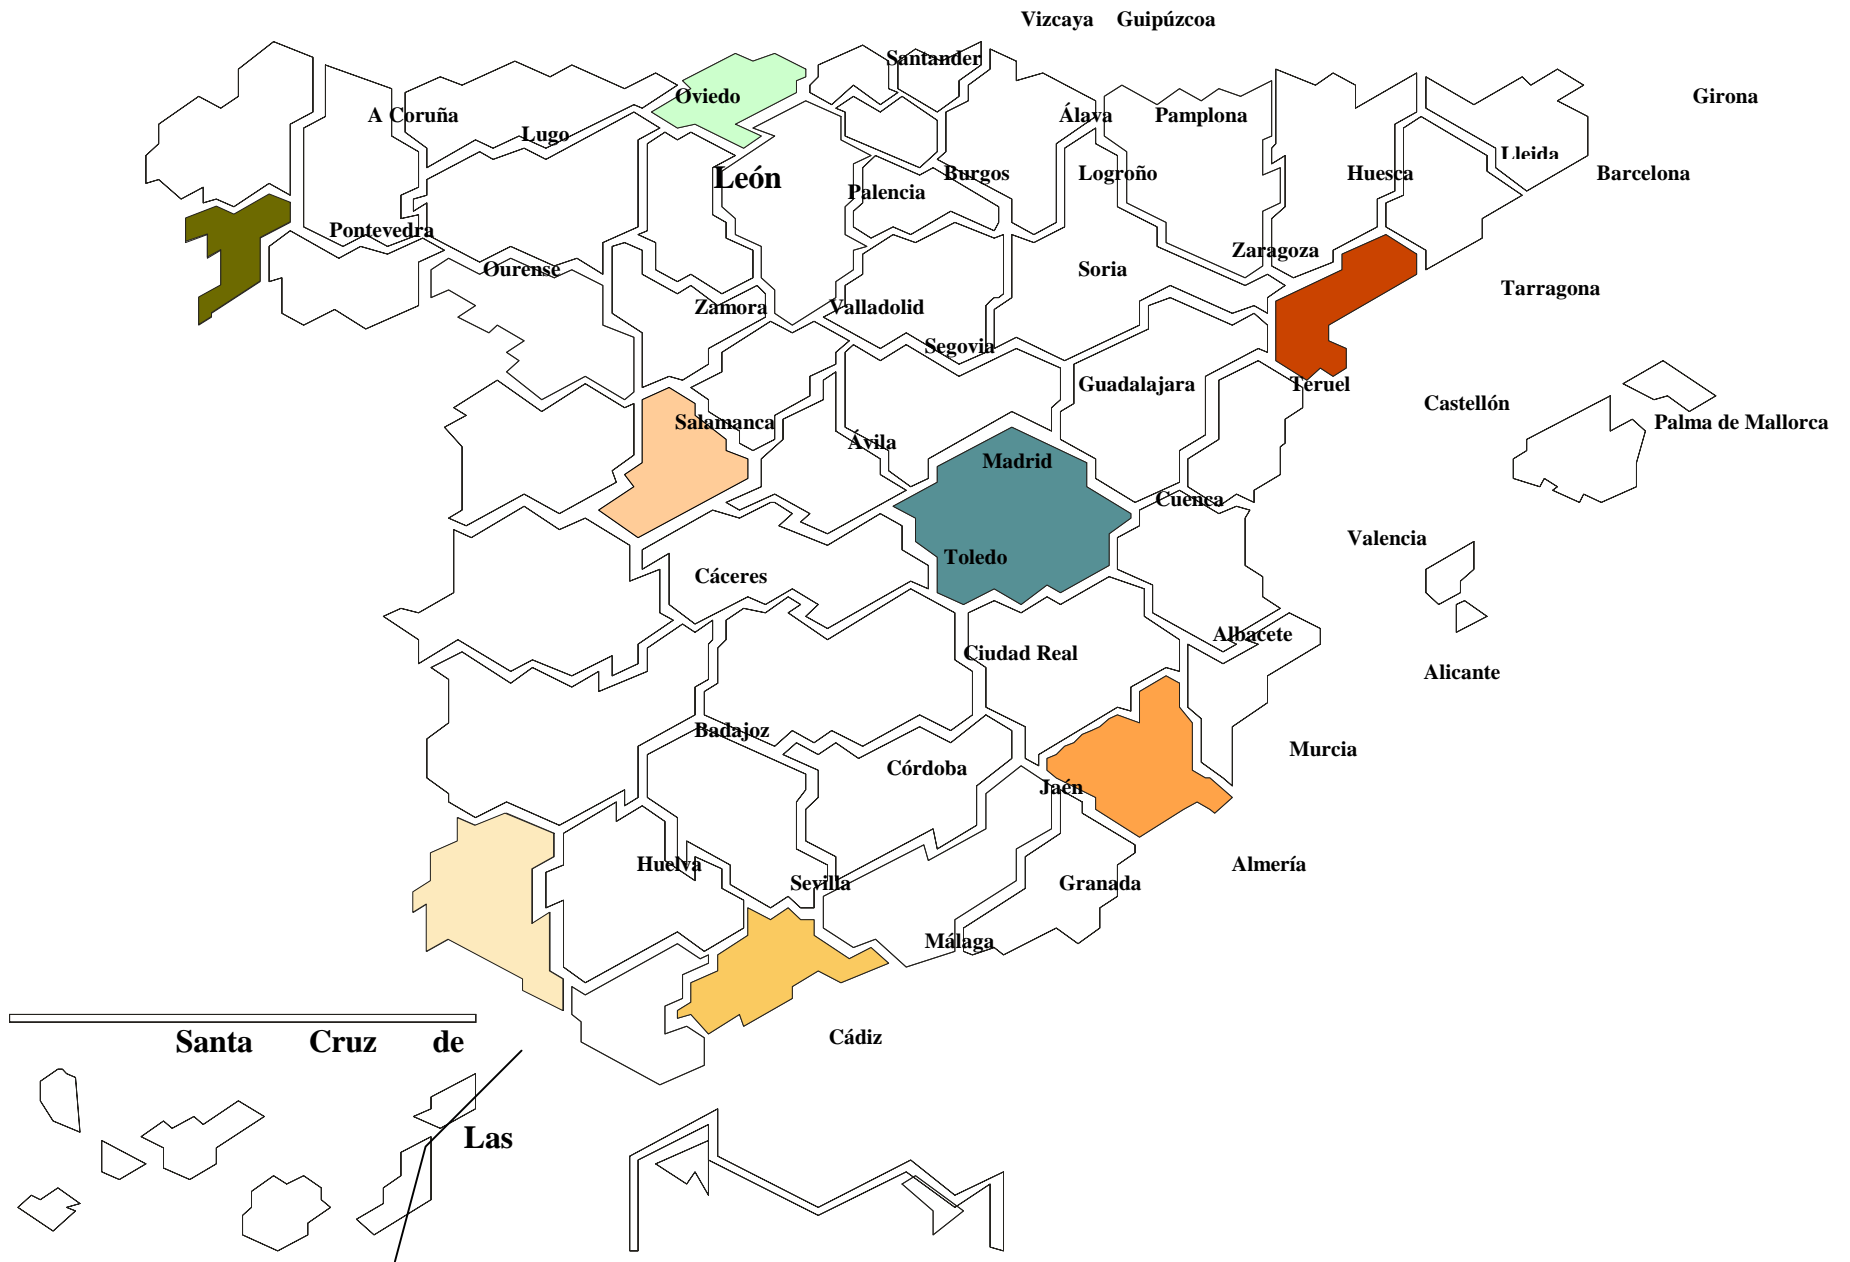 Vizcaya Guipúzcoa
Santander
Oviedo
Girona
A Coruña
Álava
Pamplona
Lugo
Lleida
León
Burgos
Logroño
Huesca
Barcelona
Palencia
Pontevedra
Zaragoza
Ourense
Soria
Tarragona
Zamora
Valladolid
Segovia
Guadalajara
Teruel
Castellón
Salamanca
Palma de Mallorca
Ávila
Madrid
Cuenca
Valencia
Toledo
Cáceres
Albacete
Ciudad Real
Alicante
Badajoz
Murcia
Córdoba
Jaén
Huelva
Almería
Sevilla
Granada
Málaga
Cádiz
Santa Cruz de
Las